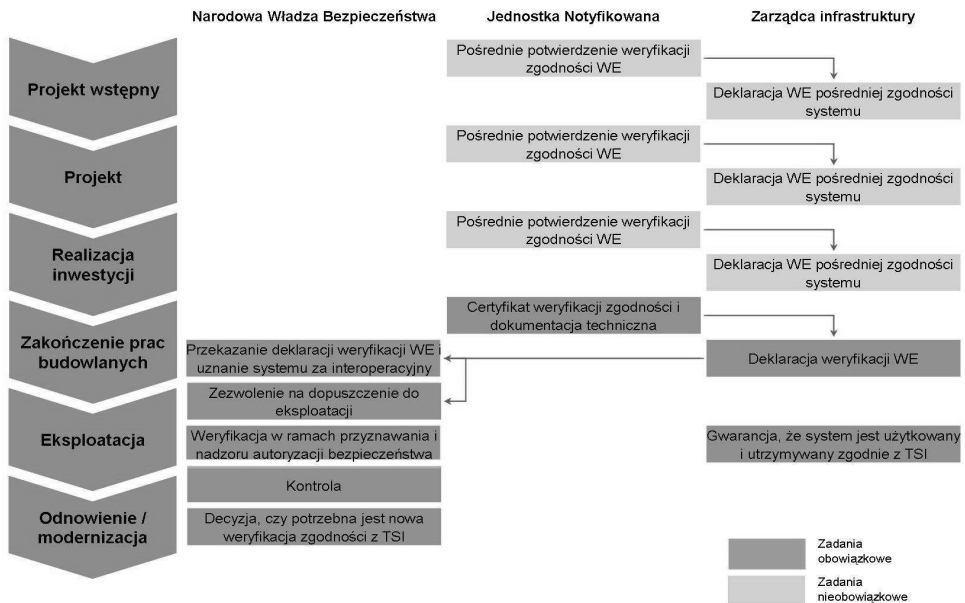 Narodowa Władza Bezpieczeństwa
Jednostka Notyfikowana
Zarządca infrastruktury
Projekt wstępny
Pośrednie potwierdzenie weryfikacji
zgodności WE
Deklaracja WE pośredniej zgodności
systemu
Projekt
Pośrednie potwierdzenie weryfikacji
zgodności WE
Deklaracja WE pośredniej zgodności
systemu
Realizacja
inwestycji
Pośrednie potwierdzenie weryfikacji
zgodności WE
Deklaracja WE pośredniej zgodności
systemu
Zakończenie prac
budowlanych
Certyfikat weryfikacji zgodności i
dokumentacja techniczna
Przekazanie deklaracji weryfikacji WE i
uznanie systemu za interoperacyjny
Deklaracja weryfikacji WE
Zezwolenie na dopuszczenie do
eksploatacji
Eksploatacja
Weryfikacja w ramach przyznawania i
nadzoru autoryzacji bezpieczeństwa
Gwarancja, że system jest użytkowany
i utrzymywany zgodnie z TSI
Kontrola
Odnowienie /
modernizacja
Decyzja, czy potrzebna jest nowa
weryfikacja zgodności z TSI
Zadania
obowiązkowe
Zadania
nieobowiązkowe